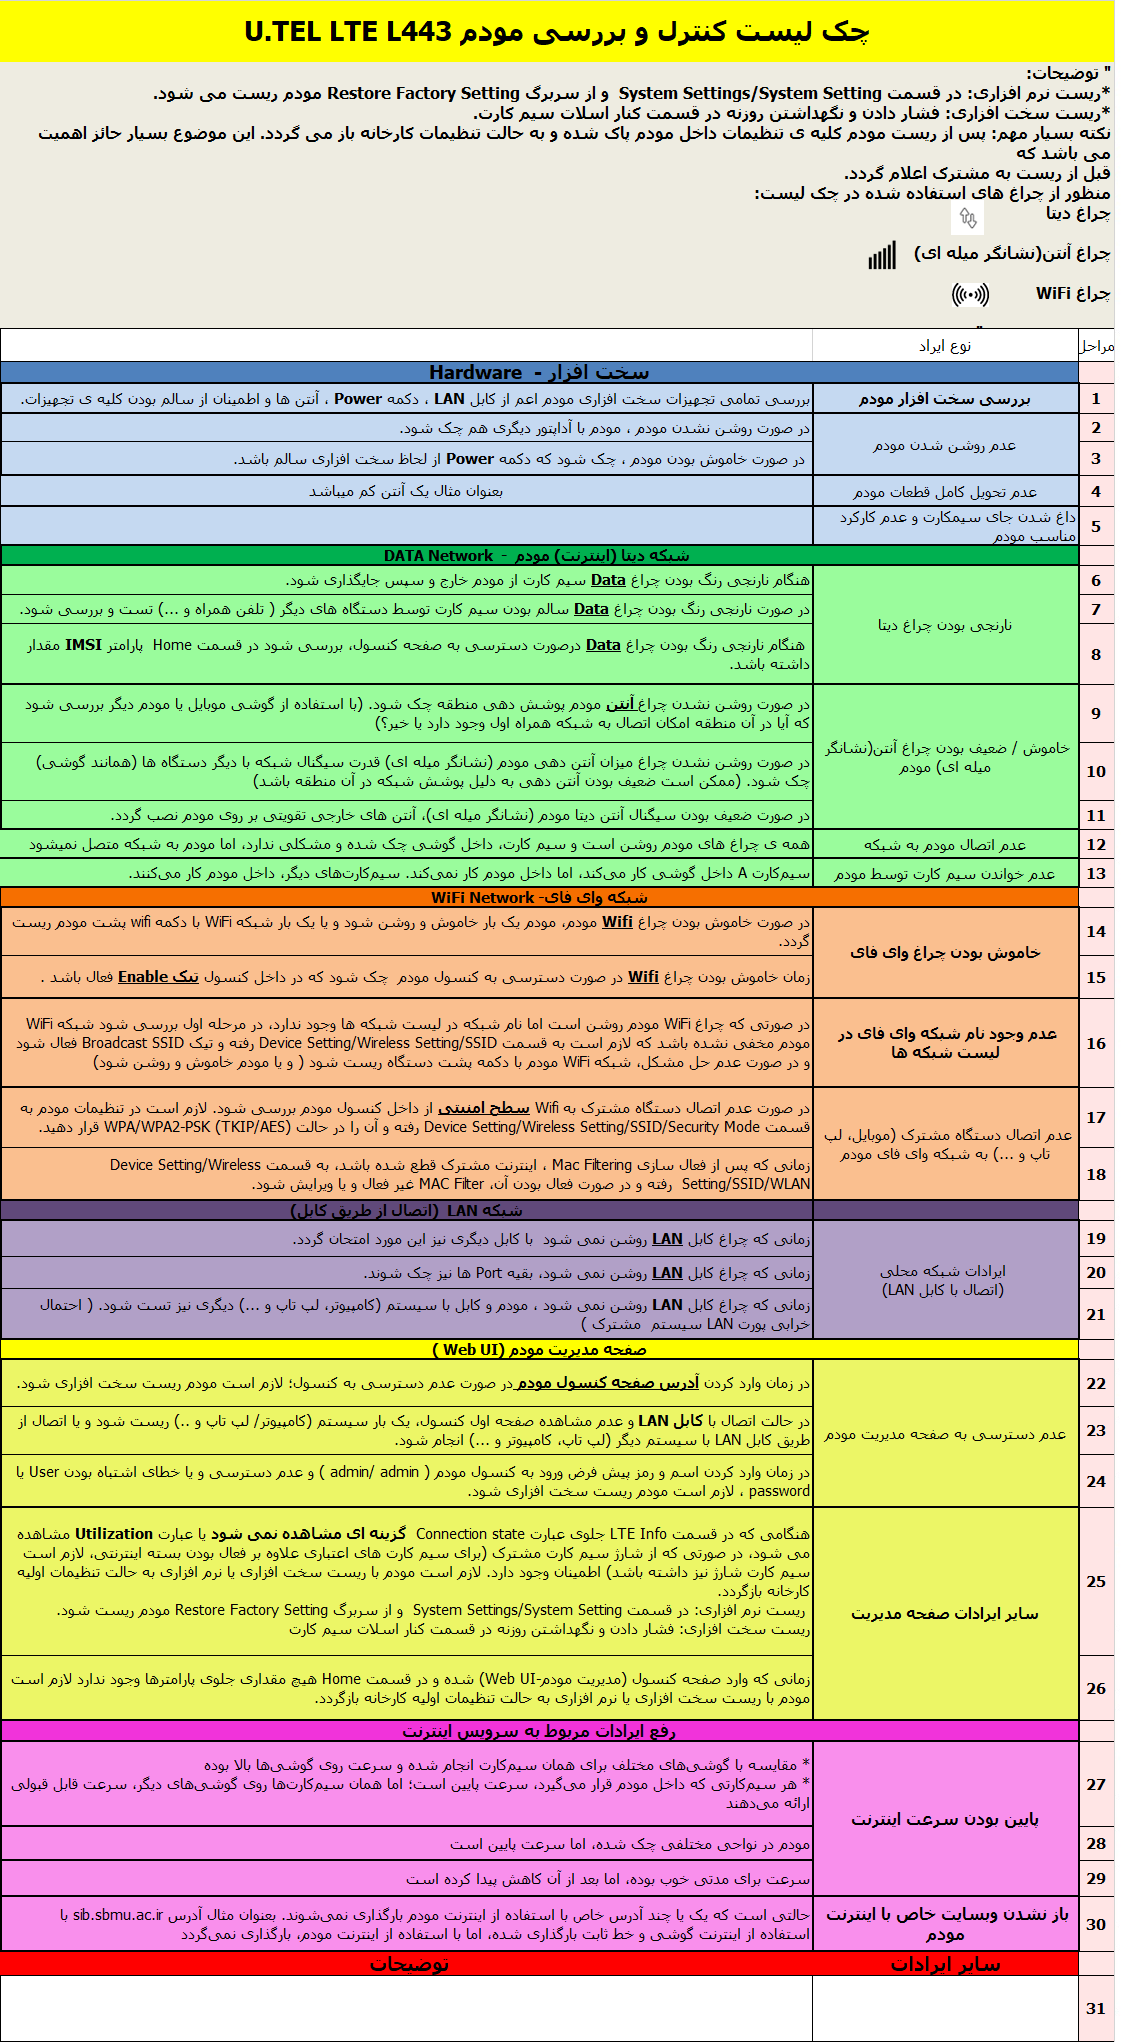 چک لیست کنترل و بررسی مودم U.TEL LTE L443
" توضیحات:
*ریست نرم افزاری: در قسمت System Settings/System Setting و از سربرگ Restore Factory Setting مودم ریست می شود.
*ریست سخت افزاری: فشار دادن و نگهداشتن روزنه در قسمت کنار اسلات سیم کارت.
نکته بسیار مهم: پس از ریست مودم کلیه ی تنظیمات داخل مودم پاک شده و به حالت تنظیمات کارخانه باز می گردد. این موضوع بسیار حائز اهمیت
می باشد که
قبل از ریست به مشترک اعلام گردد.
منظور از چراغ های استفاده شده در چک لیست:
چراغ دیتا
چراغ آنتن(نشانگر میله ای)
چراغ WiFi
مراحل
نوع ایراد
سخت افزار - Hardware
1
بررسی سخت افزار مودم
بررسی تمامی تجهیزات سخت افزاری مودم اعم از کابل LAN ، دکمه Power ، آنتن ها و اطمینان از سالم بودن کلیه ی تجهیزات.
عدم روشن شدن مودم
2
در صورت روشن نشدن مودم ، مودم با آداپتور دیگری هم چک شود.
3
در صورت خاموش بودن مودم ، چک شود که دکمه Power از لحاظ سخت افزاری سالم باشد.
4
عدم تحویل کامل قطعات مودم
بعنوان مثال یک آنتن کم میباشد
5
داغ شدن جای سیمکارت و عدم کارکرد
مناسب مودم
شبکه دیتا (اینترنت) مودم - DATA Network
نارنجی بودن چراغ دیتا
6
هنگام نارنجی رنگ بودن چراغ Data سیم کارت از مودم خارج و سپس جایگذاری شود.
7
در صورت نارنجی رنگ بودن چراغ Data سالم بودن سیم کارت توسط دستگاه های دیگر ( تلفن همراه و ...) تست و بررسی شود.
8
هنگام نارنجی رنگ بودن چراغ Data درصورت دسترسی به صفحه کنسول، بررسی شود در قسمت Home پارامتر IMSI مقدار
داشته باشد.
خاموش / ضعیف بودن چراغ آنتن(نشانگر
میله ای) مودم
9
در صورت روشن نشدن چراغ آنتن مودم پوشش دهی منطقه چک شود. (با استفاده از گوشی موبایل یا مودم دیگر بررسی شود
که آیا در آن منطقه امکان اتصال به شبکه همراه اول وجود دارد یا خیر؟)
10
در صورت روشن نشدن چراغ میزان آنتن دهی مودم (نشانگر میله ای) قدرت سیگنال شبکه با دیگر دستگاه ها (همانند گوشی)
چک شود. (ممکن است ضعیف بودن آنتن دهی به دلیل پوشش شبکه در آن منطقه باشد)
11
در صورت ضعیف بودن سیگنال آنتن دیتا مودم (نشانگر میله ای)، آنتن های خارجی تقویتی بر روی مودم نصب گردد.
12
عدم اتصال مودم به شبکه
همه ی چراغ های مودم روشن است و سیم کارت، داخل گوشی چک شده و مشکلی ندارد، اما مودم به شبکه متصل نمیشود
13
عدم خواندن سیم کارت توسط مودم
سیم‌کارت A داخل گوشی کار می‌کند، اما داخل مودم کار نمی‌کند. سیم‌کارت‌های دیگر، داخل مودم کار می‌کنند.
شبکه وای فای- WiFi Network
خاموش بودن چراغ وای فای
14
در صورت خاموش بودن چراغ Wifi مودم، مودم یک بار خاموش و روشن شود و یا یک بار شبکه WiFi با دکمه wifi پشت مودم ریست
گردد.
15
زمان خاموش بودن چراغ Wifi در صورت دسترسی به کنسول مودم چک شود که در داخل کنسول تیک Enable فعال باشد .
16
عدم وجود نام شبکه وای فای در
لیست شبکه ها
در صورتی که چراغ WiFi مودم روشن است اما نام شبکه در لیست شبکه ها وجود ندارد، در مرحله اول بررسی شود شبکه WiFi
مودم مخفی نشده باشد که لازم است به قسمت Device Setting/Wireless Setting/SSID رفته و تیک Broadcast SSID فعال شود
و در صورت عدم حل مشکل، شبکه WiFi مودم با دکمه پشت دستگاه ریست شود ( و یا مودم خاموش و روشن شود)
عدم اتصال دستگاه مشترک (موبایل، لپ
تاپ و ...) به شبکه وای فای مودم
17
در صورت عدم اتصال دستگاه مشترک به Wifi سطح امنیتی از داخل کنسول مودم بررسی شود. لازم است در تنظیمات مودم به
قسمت Device Setting/Wireless Setting/SSID/Security Mode رفته و آن را در حالت WPA/WPA2-PSK (TKIP/AES) قرار دهید.
18
زمانی که پس از فعال سازی Mac Filtering ، اینترنت مشترک قطع شده باشد، به قسمت Device Setting/Wireless
Setting/SSID/WLAN رفته و در صورت فعال بودن آن، MAC Filter غیر فعال و یا ویرایش شود.
شبکه LAN (اتصال از طریق کابل)
ایرادات شبکه محلی
(اتصال با کابل LAN)
19
زمانی که چراغ کابل LAN روشن نمی شود با کابل دیگری نیز این مورد امتحان گردد.
20
زمانی که چراغ کابل LAN روشن نمی شود، بقیه Port ها نیز چک شوند.
21
زمانی که چراغ کابل LAN روشن نمی شود ، مودم و کابل با سیستم (کامپیوتر، لپ تاپ و ...) دیگری نیز تست شود. ( احتمال
خرابی پورت LAN سیستم مشترک )
صفحه مدیریت مودم (Web UI )
عدم دسترسی به صفحه مدیریت مودم
22
در زمان وارد کردن آدرس صفحه کنسول مودم در صورت عدم دسترسی به کنسول؛ لازم است مودم ریست سخت افزاری شود.
23
در حالت اتصال با کابل LAN و عدم مشاهده صفحه اول کنسول، یک بار سیستم (کامپیوتر/ لپ تاپ و ..) ریست شود و یا اتصال از
طریق کابل LAN با سیستم دیگر (لپ تاپ، کامپیوتر و ...) انجام شود.
24
در زمان وارد کردن اسم و رمز پیش فرض ورود به کنسول مودم ( admin/ admin ) و عدم دسترسی و یا خطای اشتباه بودن User یا
password ، لازم است مودم ریست سخت افزاری شود.
سایر ایرادات صفحه مدیریت
25
هنگامی که در قسمت LTE Info جلوی عبارت Connection state گزینه ای مشاهده نمی شود یا عبارت Utilization مشاهده
می شود، در صورتی که از شارژ سیم کارت مشترک (برای سیم کارت های اعتباری علاوه بر فعال بودن بسته اینترنتی، لازم است
سیم کارت شارژ نیز داشته باشد) اطمینان وجود دارد. لازم است مودم با ریست سخت افزاری یا نرم افزاری به حالت تنظیمات اولیه
کارخانه بازگردد.
ریست نرم افزاری: در قسمت System Settings/System Setting و از سربرگ Restore Factory Setting مودم ریست شود.
ریست سخت افزاری: فشار دادن و نگهداشتن روزنه در قسمت کنار اسلات سیم کارت
26
زمانی که وارد صفحه کنسول (مدیریت مودم-Web UI) شده و در قسمت Home هیچ مقداری جلوی پارامترها وجود ندارد لازم است
مودم با ریست سخت افزاری یا نرم افزاری به حالت تنظیمات اولیه کارخانه بازگردد.
رفع ایرادات مربوط به سرویس اینترنت
پایین بودن سرعت اینترنت
27
* مقایسه با گوشی‌های مختلف برای همان سیم‌کارت انجام شده و سرعت روی گوشی‌ها بالا بوده
* هر سیم‌کارتی که داخل مودم قرار می‌گیرد، سرعت پایین است؛ اما همان سیم‌کارت‌ها روی گوشی‌های دیگر، سرعت قابل قبولی
ارائه می‌دهند
28
مودم در نواحی مختلفی چک شده، اما سرعت پایین است
29
سرعت برای مدتی خوب بوده، اما بعد از آن کاهش پیدا کرده است
30
باز نشدن وبسایت خاص با اینترنت
مودم
حالتی است که یک یا چند آدرس خاص با استفاده از اینترنت مودم بارگذاری نمی‌شوند. بعنوان مثال آدرس sib.sbmu.ac.ir با
استفاده از اینترنت گوشی و خط ثابت بارگذاری شده، اما با استفاده از اینترنت مودم، بارگذاری نمی‌گردد
سایر ایرادات
توضیحات
31